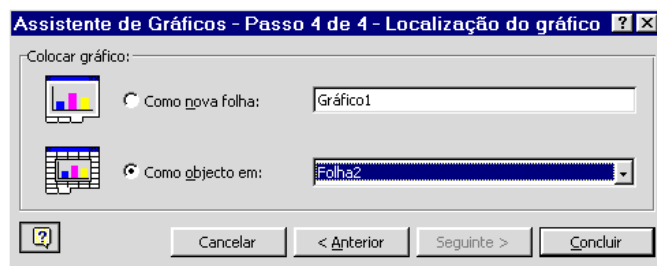 Assistente de Gráficos - Passo 4 de 4 - Localização do gráfico
Colocar gráfico:
Como nova folha: Gráfico1
Como objecto em: Folha2
Cancelar < Anterior Seguinte > Concluir